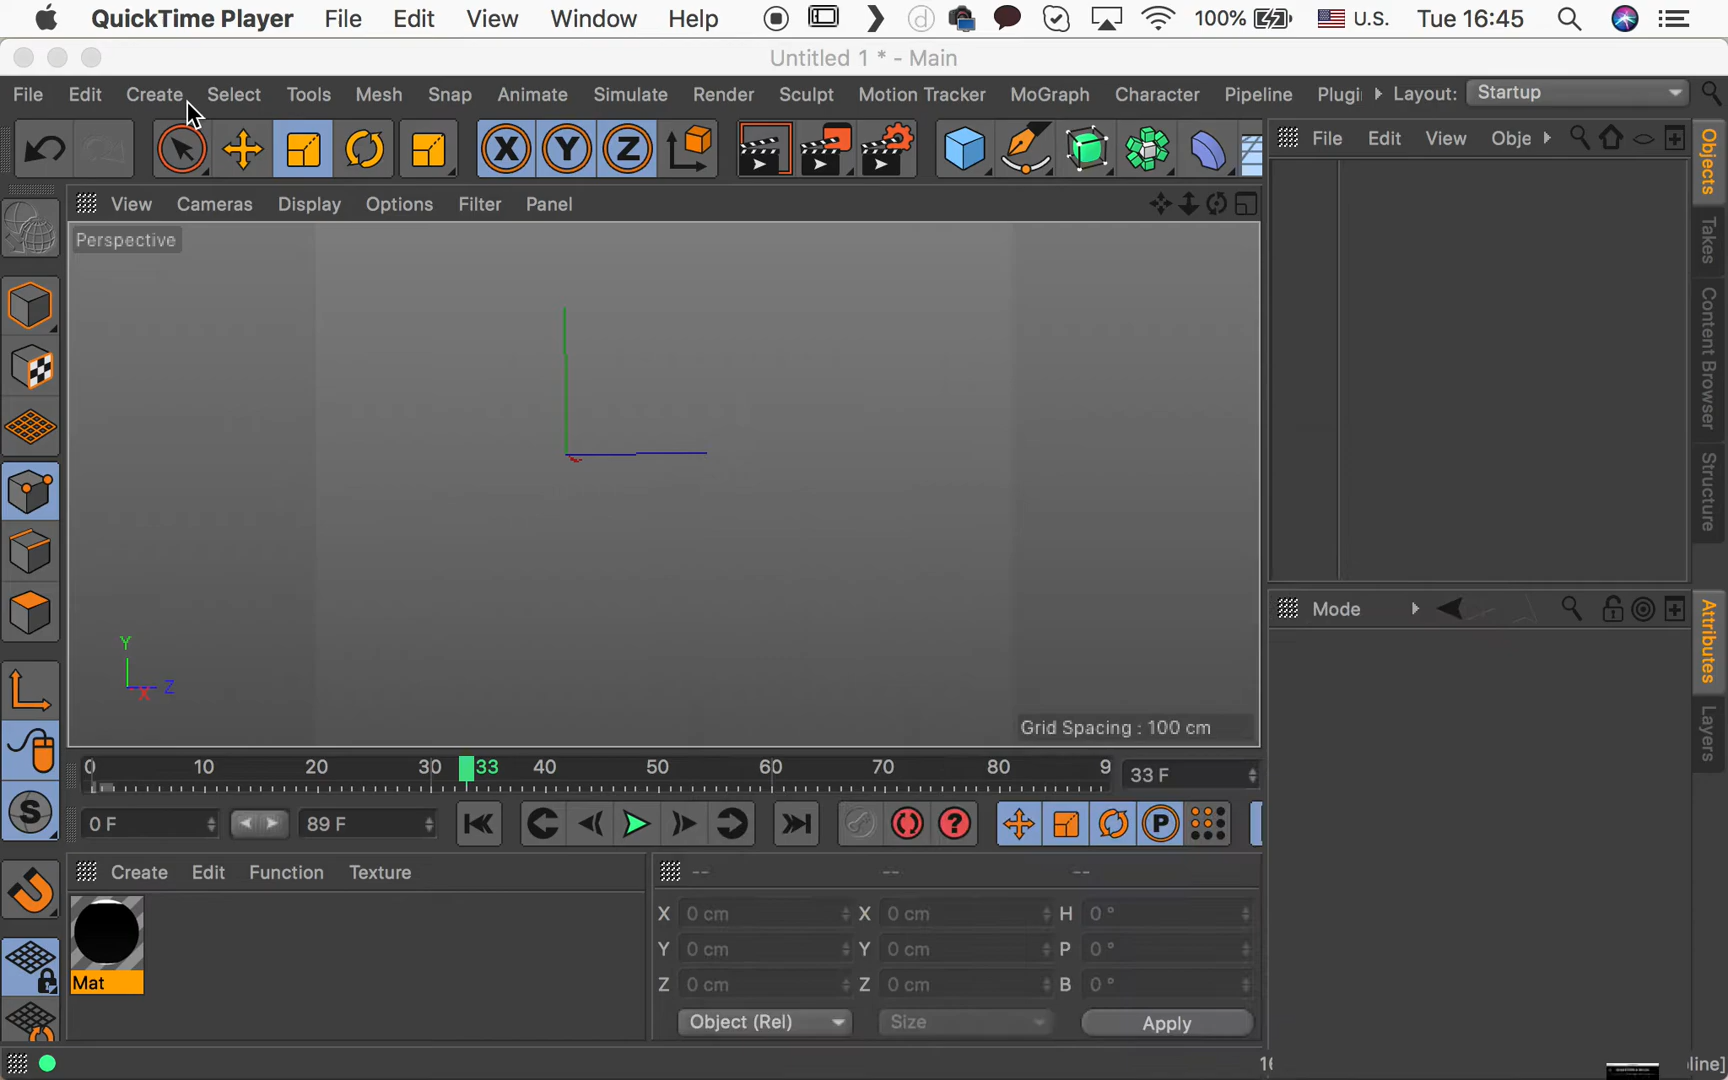 QuickTime Player File Edit View Window Help 100% U.S. Tue 16:45
Untitled 1 * - Main
File Edit Create Select Tools Mesh Snap Animate Simulate Render Sculpt Motion Tracker MoGraph Character Pipeline Plugi Layout: Startup
X Y Z
File Edit View Obje
View Cameras Display Options Filter Panel
Perspective
Objects
Takes
Content Browser
Structure
Mode
Attributes
Layers
Y
Z
X
Grid Spacing : 100 cm
0 10 20 30 33 40 50 60 70 80 9 33 F
0 F 89 F ? P
Create Edit Function Texture -- -- --
X 0 cm X 0 cm H 0 °
Y 0 cm Y 0 cm P 0 °
Z 0 cm Z 0 cm B 0 °
Mat
Object (Rel) Size Apply
S
16 line]